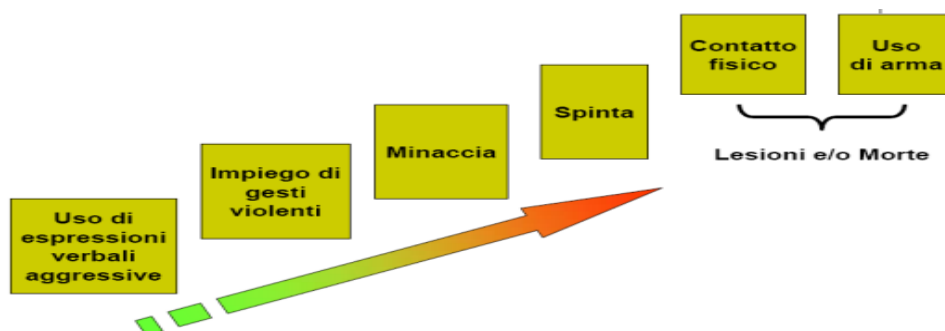 Uso di
espressioni
verbali
aggressive
Impiego di
gesti
violenti
Minaccia
Spinta
Contatto
fisico
Uso
di arma
Lesioni e/o Morte